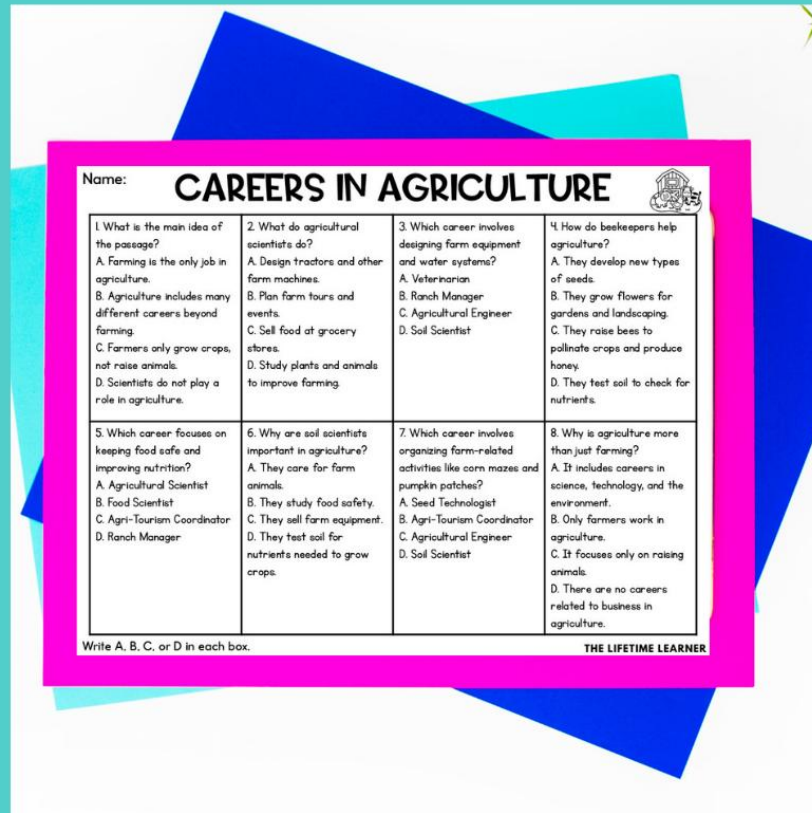 Name:
CAREERS IN AGRICULTURE
1. What is the main idea of
the passage?
A. Farming is the only job in
agriculture.
B. Agriculture includes many
different careers beyond
farming.
C. Farmers only grow crops,
not raise animals.
D. Scientists do not play a
role in agriculture.
2. What do agricultural
scientists do?
A. Design tractors and other
farm machines.
B. Plan farm tours and
events.
C. Sell food at grocery
stores.
D. Study plants and animals
to improve farming.
3. Which career involves
designing farm equipment
and water systems?
A. Veterinarian
B. Ranch Manager
C. Agricultural Engineer
D. Soil Scientist
4. How do beekeepers help
agriculture?
A. They develop new types
of seeds.
B. They grow flowers for
gardens and landscaping.
C. They raise bees to
pollinate crops and produce
honey.
D. They test soil to check for
nutrients.
5. Which career focuses on
keeping food safe and
improving nutrition?
A. Agricultural Scientist
B. Food Scientist
C. Agri-Tourism Coordinator
D. Ranch Manager
6. Why are soil scientists
important in agriculture?
A. They care for farm
animals.
B. They study food safety.
C. They sell farm equipment.
D. They test soil for
nutrients needed to grow
crops.
7. Which career involves
organizing farm-related
activities like corn mazes and
pumpkin patches?
A. Seed Technologist
B. Agri-Tourism Coordinator
C. Agricultural Engineer
D. Soil Scientist
8. Why is agriculture more
than just farming?
A. It includes careers in
science, technology, and the
environment.
B. Only farmers work in
agriculture.
C. It focuses only on raising
animals.
D. There are no careers
related to business in
agriculture.
Write A, B, C, or D in each box.
THE LIFETIME LEARNER